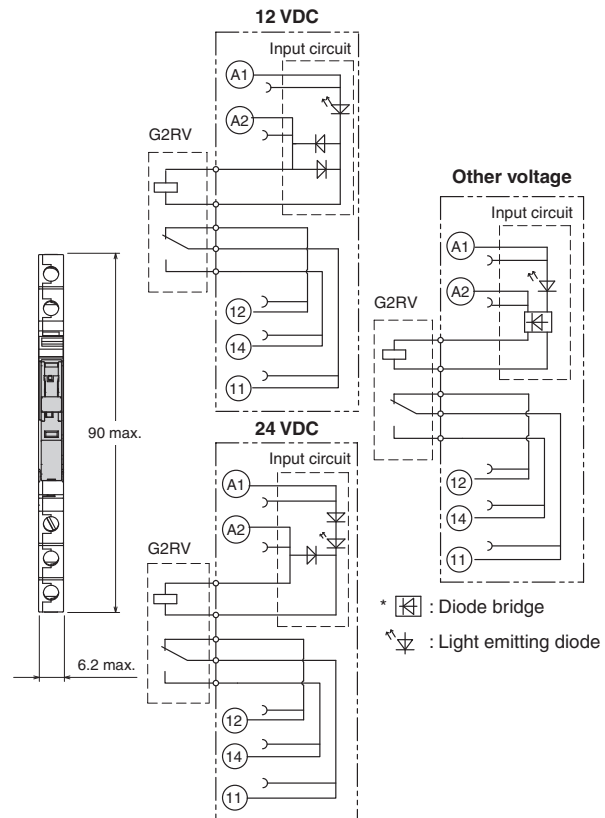 12 VDC
Input circuit
A1
A2
G2RV
12
14
11
Other voltage
Input circuit
A1
A2
G2RV
12
14
11
90 max.
6.2 max.
24 VDC
Input circuit
A1
A2
G2RV
12
14
11
* : Diode bridge
: Light emitting diode